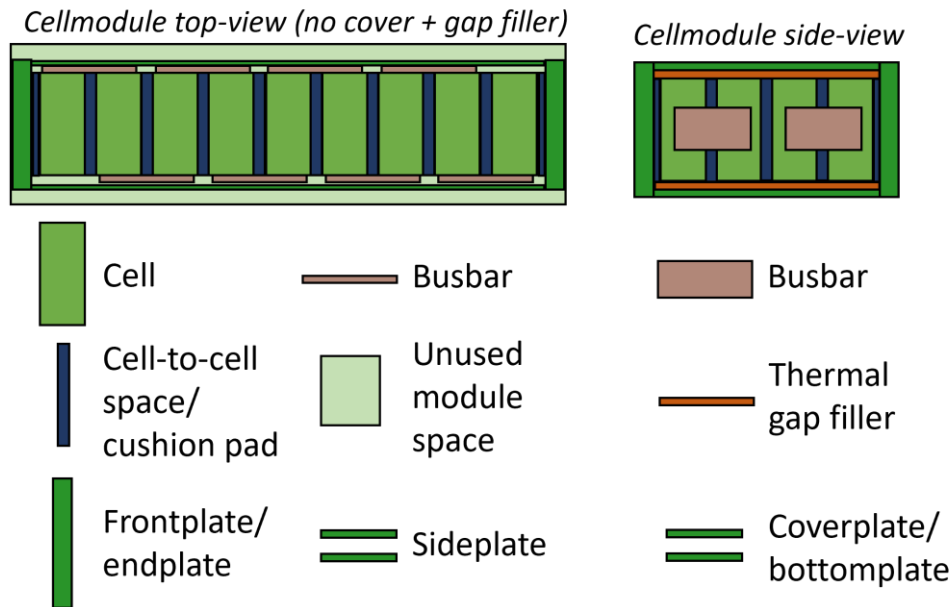 Cellmodule top-view (no cover + gap filler)
Cellmodule side-view
Cell
Busbar
Busbar
Cell-to-cell
space/
cushion pad
Unused
module
space
Thermal
gap filler
Frontplate/
endplate
Sideplate
Coverplate/
bottomplate